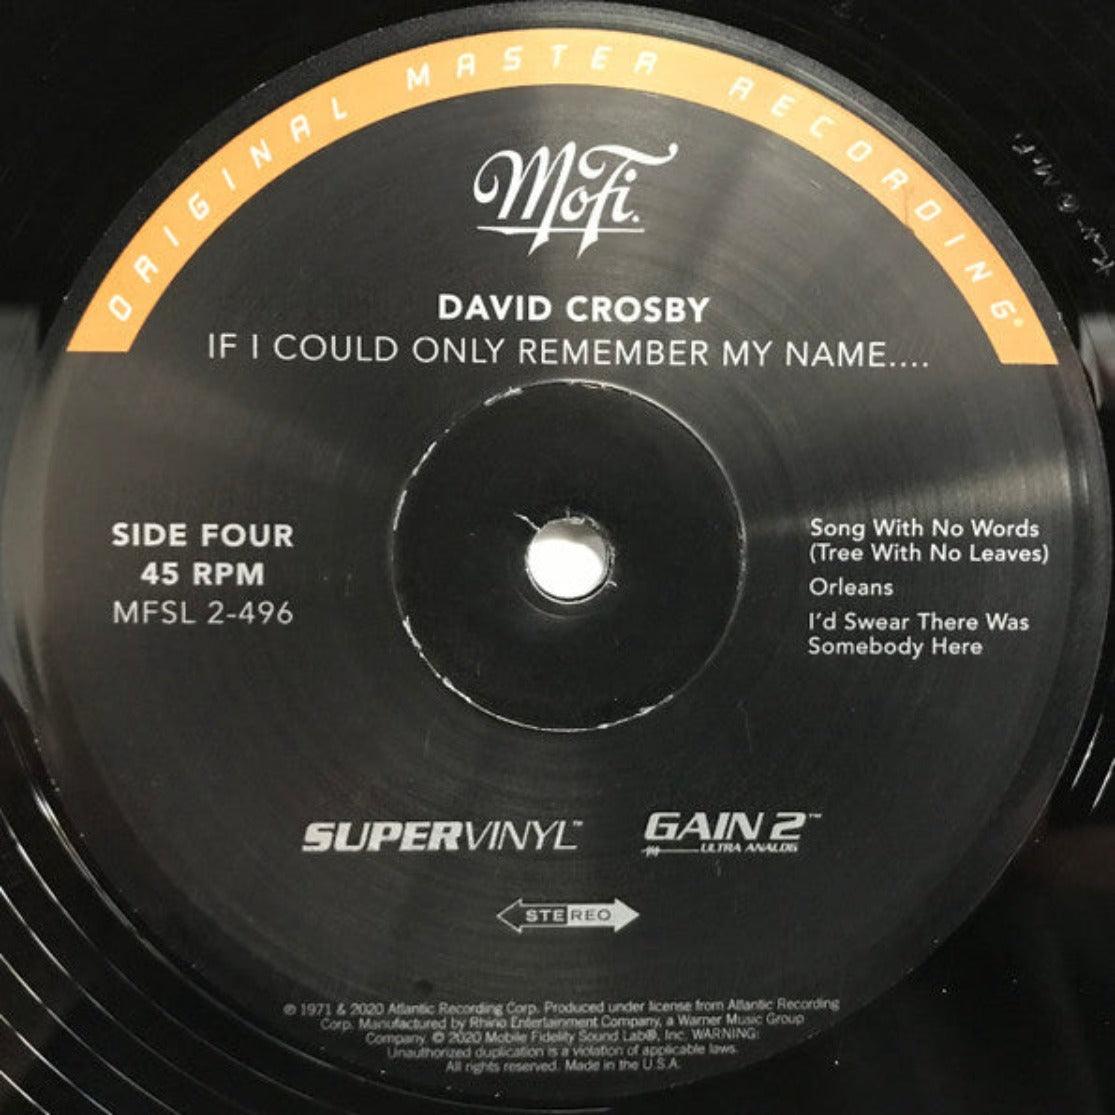 ORIGINAL MASTER RECORDING®
MoFi.
DAVID CROSBY
IF I COULD ONLY REMEMBER MY NAME....
SIDE FOUR
45 RPM
MFSL 2-496
Song With No Words
(Tree With No Leaves)
Orleans
I'd Swear There Was
Somebody Here
SUPERVINYL™
GAIN 2™
ULTRA ANALOG
STEREO
℗ 1971 & 2020 Atlantic Recording Corp. Produced under license from Atlantic Recording
Corp. Manufactured by Rhino Entertainment Company, a Warner Music Group
Company. © 2020 Mobile Fidelity Sound Lab®, Inc. WARNING:
Unauthorized duplication is a violation of applicable laws.
All rights reserved. Made in the U.S.A.